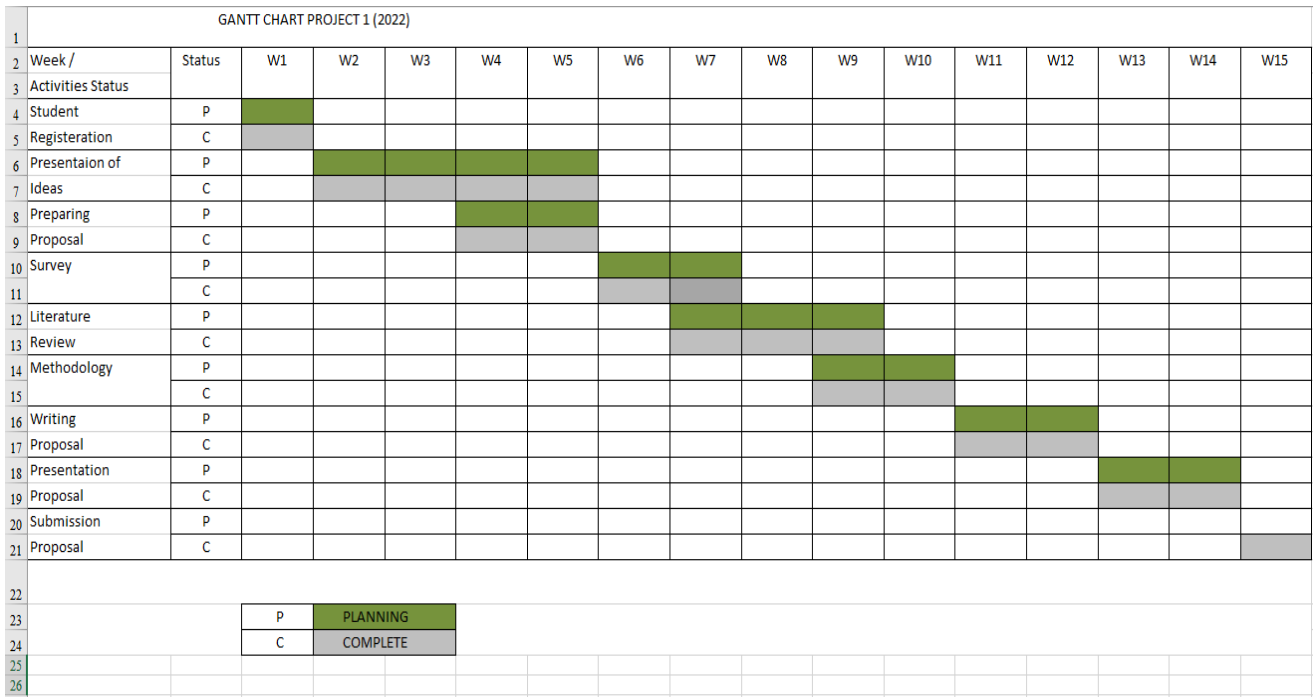 GANTT CHART PROJECT 1 (2022)
1
2 Week / Status W1 W2 W3 W4 W5 W6 W7 W8 W9 W10 W11 W12 W13 W14 W15
3 Activities Status
4 Student P
5 Registeration C
6 Presentaion of P
7 Ideas C
8 Preparing P
9 Proposal C
10 Survey P
11 C
12 Literature P
13 Review C
14 Methodology P
15 C
16 Writing P
17 Proposal C
18 Presentation P
19 Proposal C
20 Submission P
21 Proposal C
22
23 P PLANNING
24 C COMPLETE
25
26